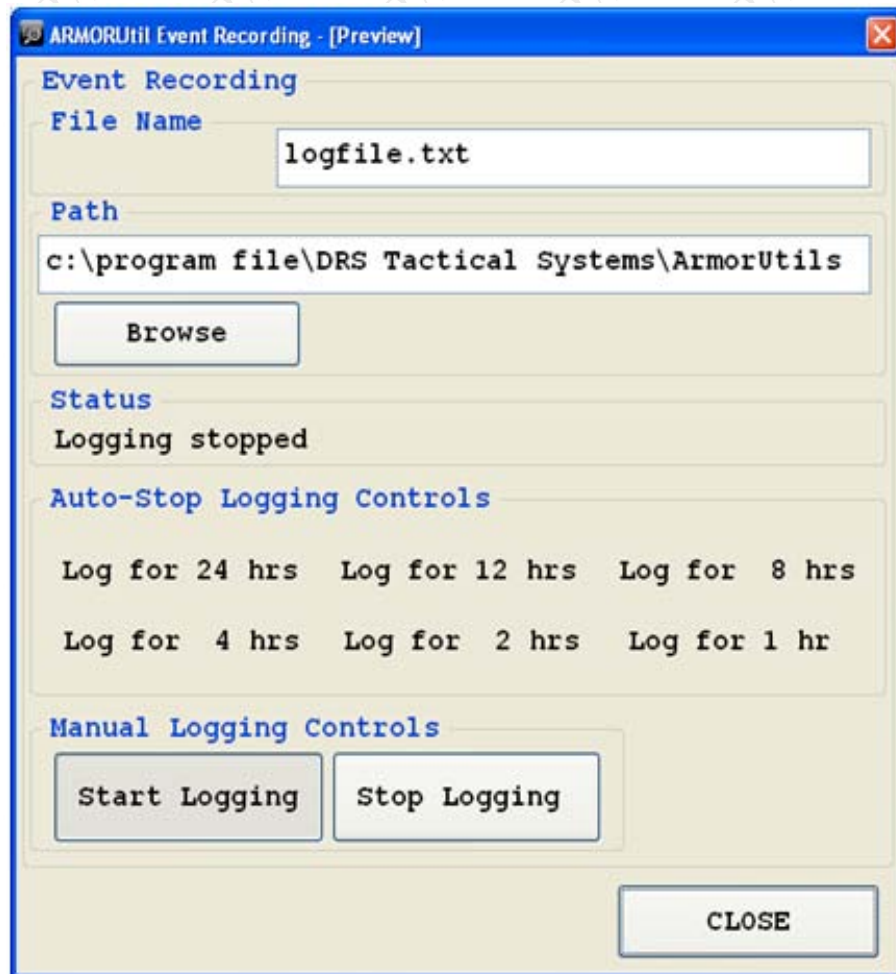 ARMORUtil Event Recording - [Preview]
Event Recording
File Name
logfile.txt
Path
c:\program file\DRS Tactical Systems\ArmorUtils
Browse
Status
Logging stopped
Auto-Stop Logging Controls
Log for 24 hrs Log for 12 hrs Log for 8 hrs
Log for 4 hrs Log for 2 hrs Log for 1 hr
Manual Logging Controls
Start Logging Stop Logging
CLOSE